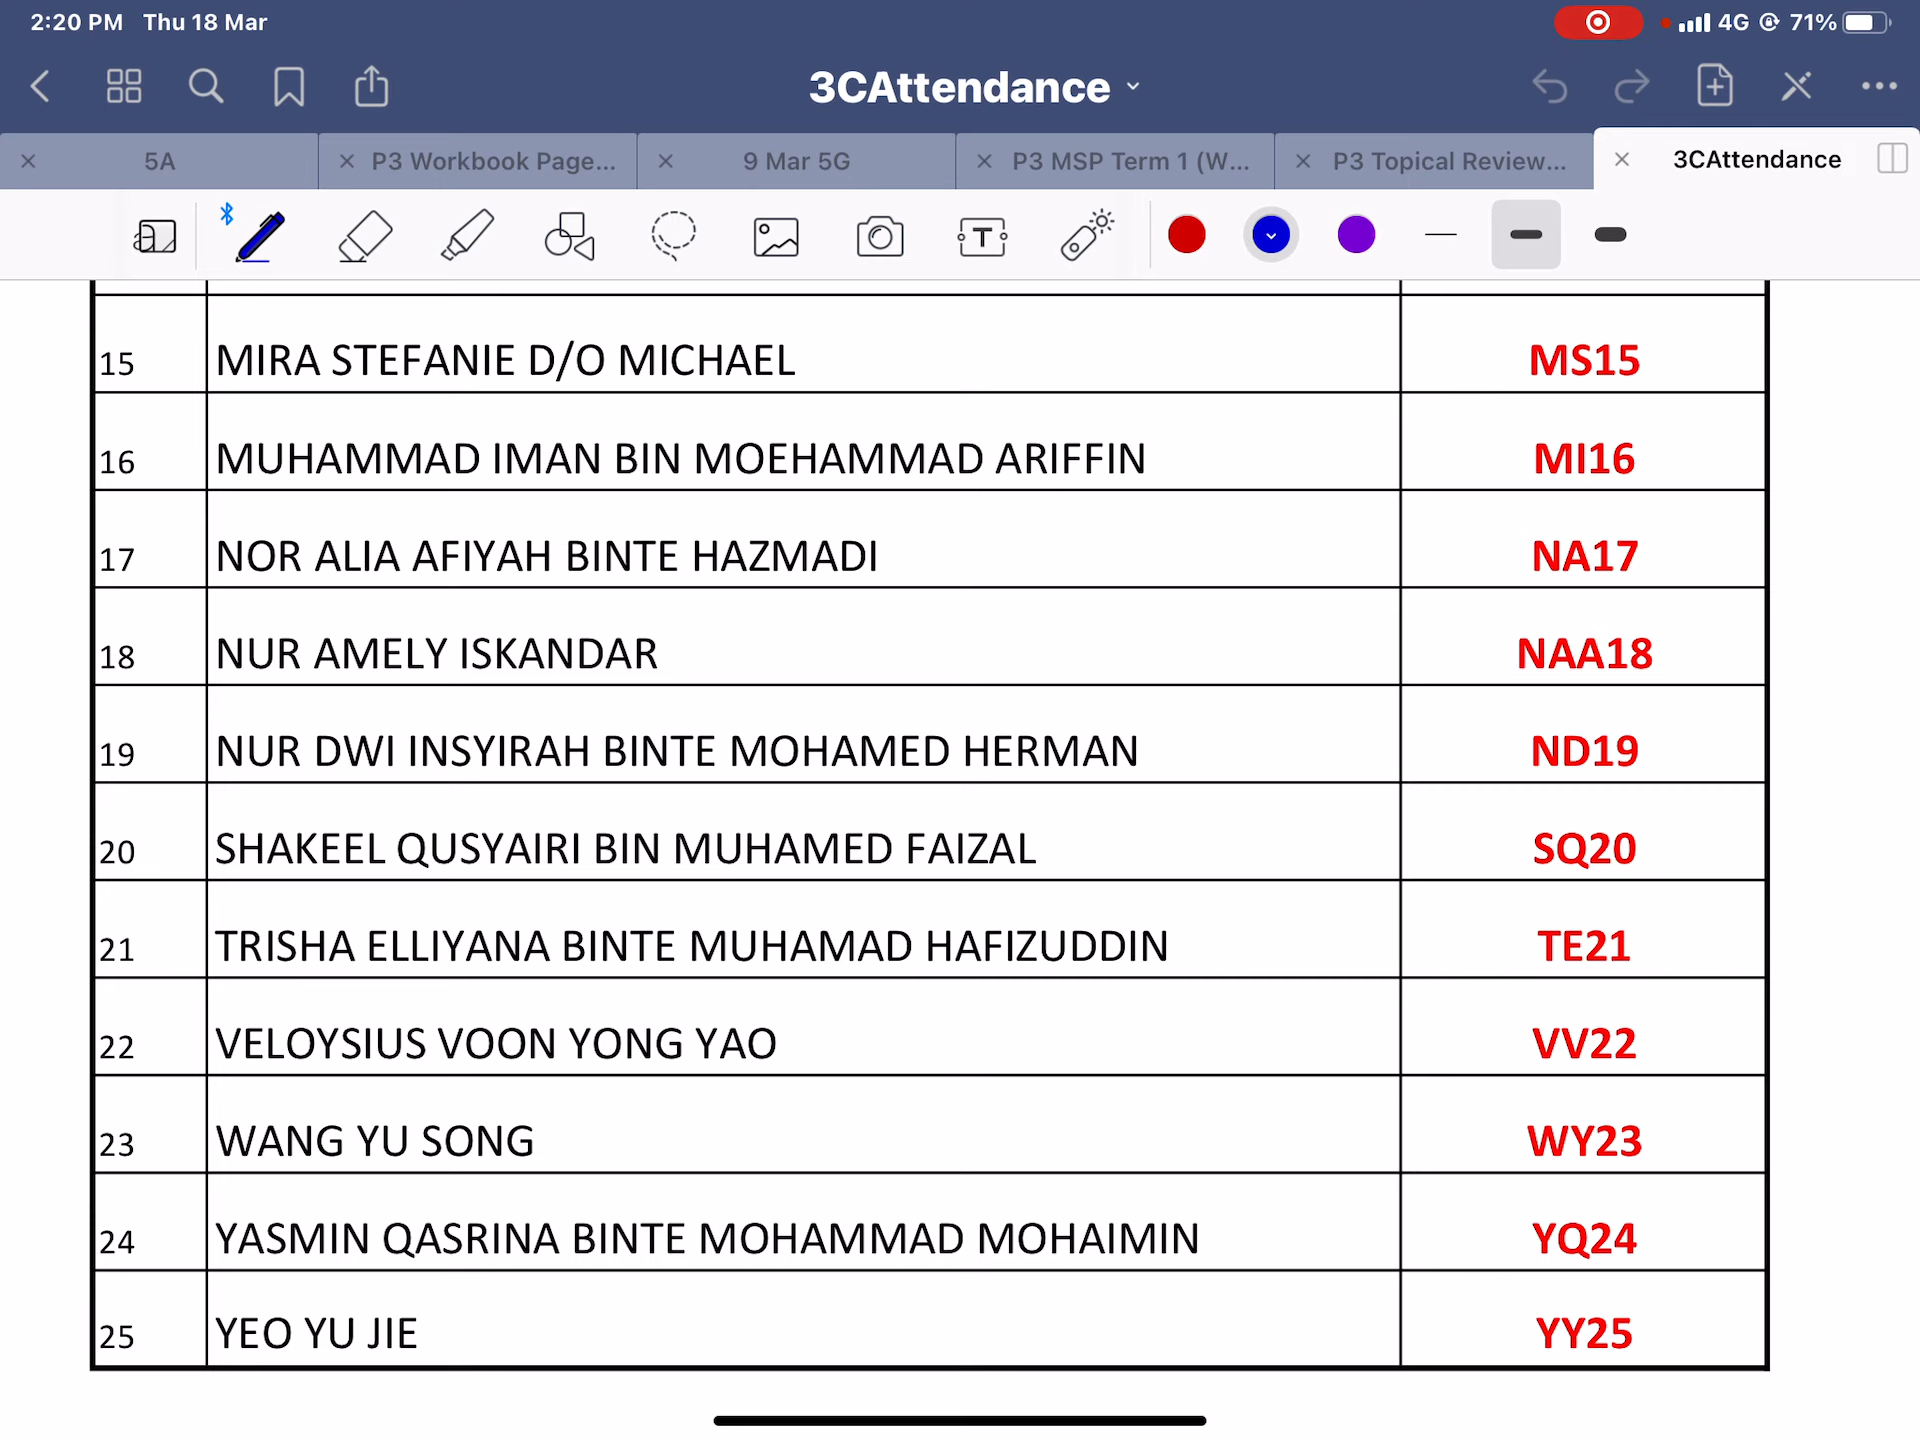 2:20 PM Thu 18 Mar 4G 71%
3CAttendance
5A P3 Workbook Page... 9 Mar 5G P3 MSP Term 1 (W... P3 Topical Review... 3CAttendance
15 MIRA STEFANIE D/O MICHAEL MS15
16 MUHAMMAD IMAN BIN MOEHAMMAD ARIFFIN MI16
17 NOR ALIA AFIYAH BINTE HAZMADI NA17
18 NUR AMELY ISKANDAR NAA18
19 NUR DWI INSYIRAH BINTE MOHAMED HERMAN ND19
20 SHAKEEL QUSYAIRI BIN MUHAMED FAIZAL SQ20
21 TRISHA ELLIYANA BINTE MUHAMAD HAFIZUDDIN TE21
22 VELOYSIUS VOON YONG YAO VV22
23 WANG YU SONG WY23
24 YASMIN QASRINA BINTE MOHAMMAD MOHAIMIN YQ24
25 YEO YU JIE YY25